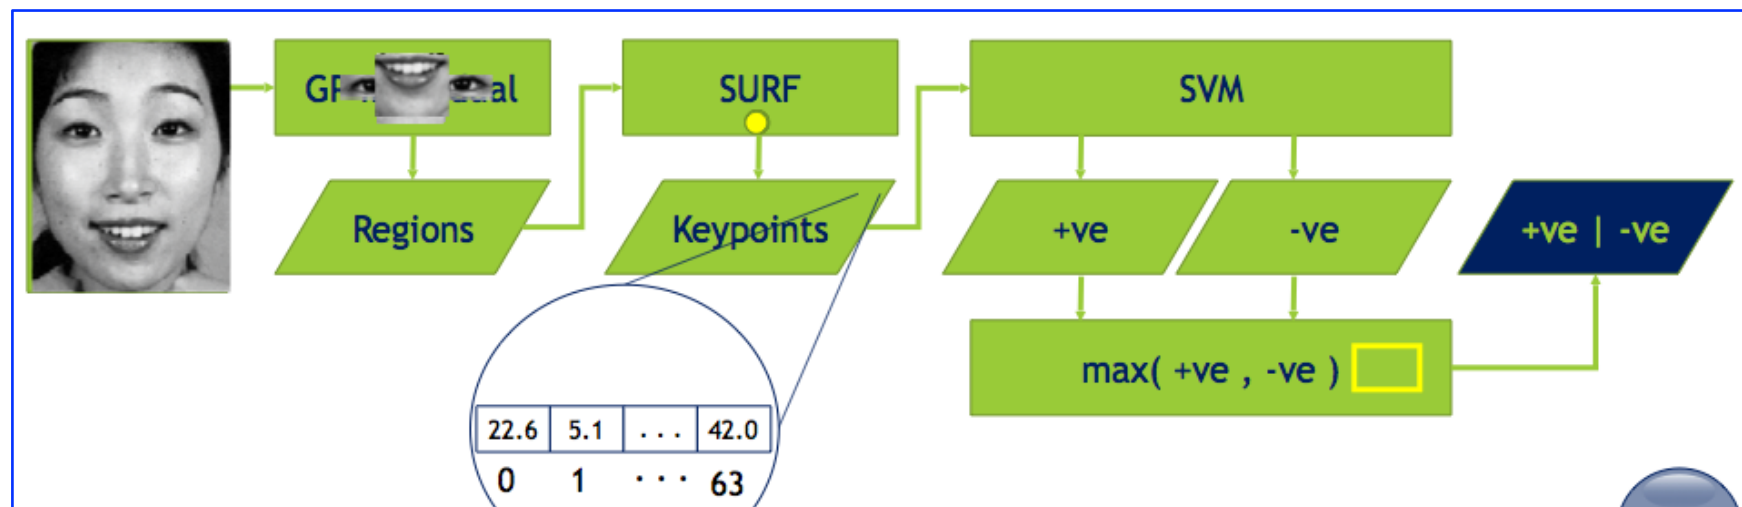 SURF
SVM
Regions
Keypoints
+ve
-ve
+ve | -ve
max( +ve , -ve )
22.6 5.1 ... 42.0
0 1 ... 63